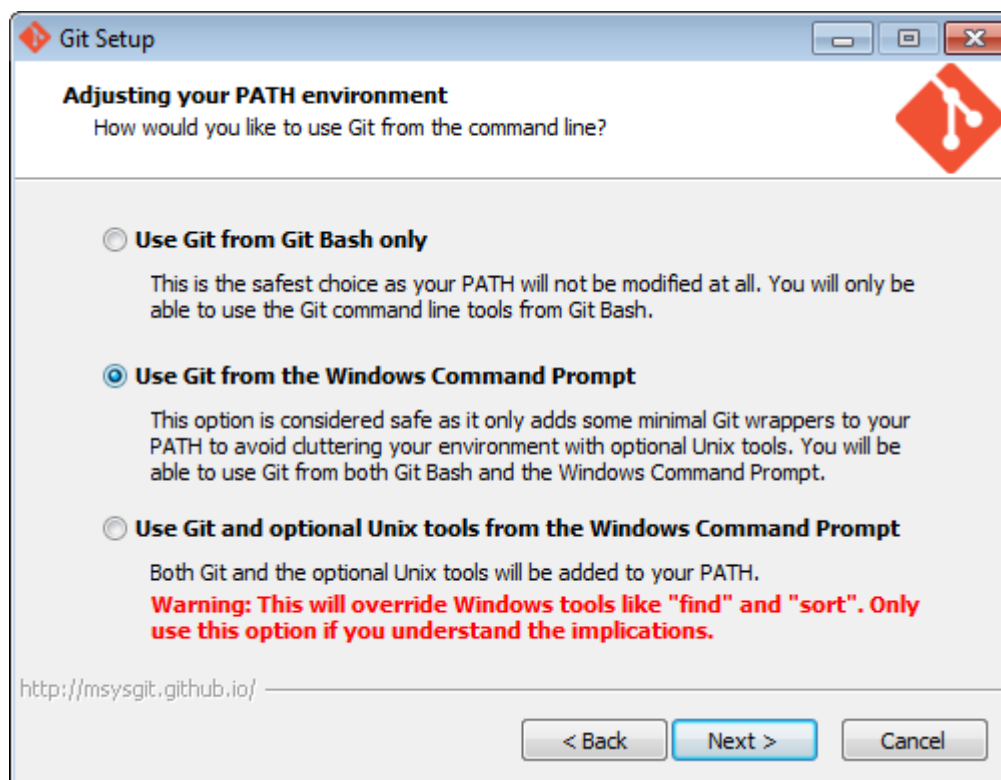 Git Setup
Adjusting your PATH environment
How would you like to use Git from the command line?
Use Git from Git Bash only
This is the safest choice as your PATH will not be modified at all. You will only be
able to use the Git command line tools from Git Bash.
Use Git from the Windows Command Prompt
This option is considered safe as it only adds some minimal Git wrappers to your
PATH to avoid cluttering your environment with optional Unix tools. You will be
able to use Git from both Git Bash and the Windows Command Prompt.
Use Git and optional Unix tools from the Windows Command Prompt
Both Git and the optional Unix tools will be added to your PATH.
Warning: This will override Windows tools like "find" and "sort". Only
use this option if you understand the implications.
http://msysgit.github.io/
< Back Next > Cancel